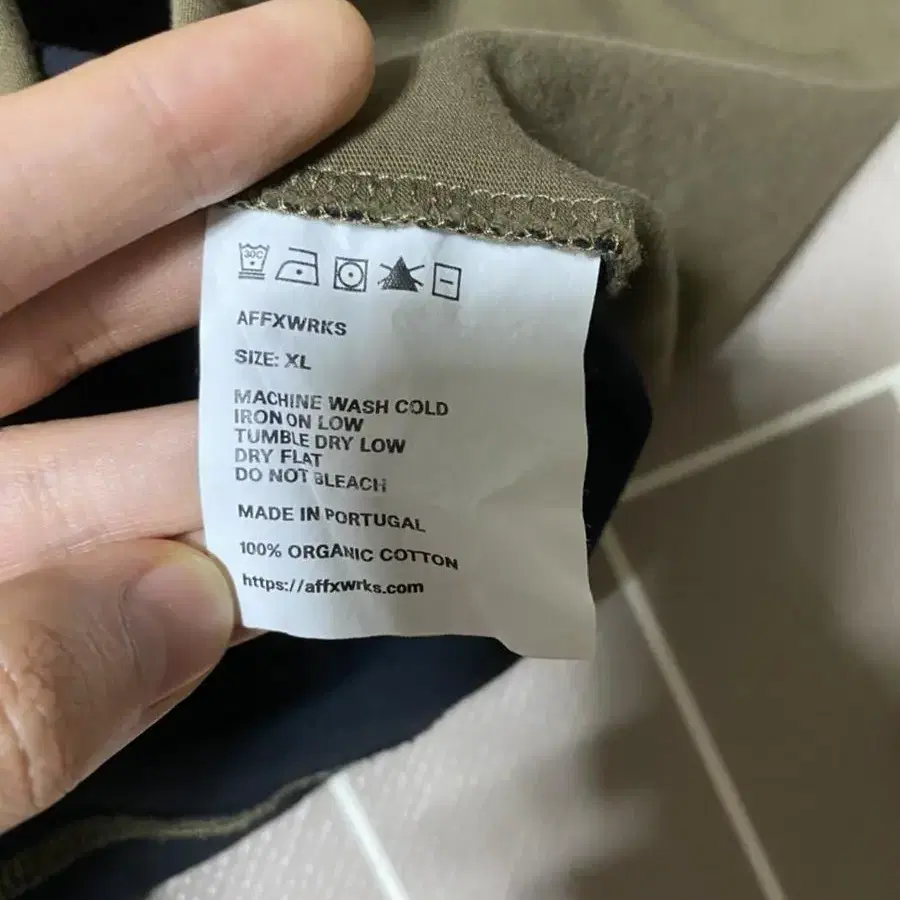 30C
AFFXWRKS
SIZE: XL
MACHINE WASH COLD
IRON ON LOW
TUMBLE DRY LOW
DRY FLAT
DO NOT BLEACH
MADE IN PORTUGAL
100% ORGANIC COTTON
https://affxwrks.com